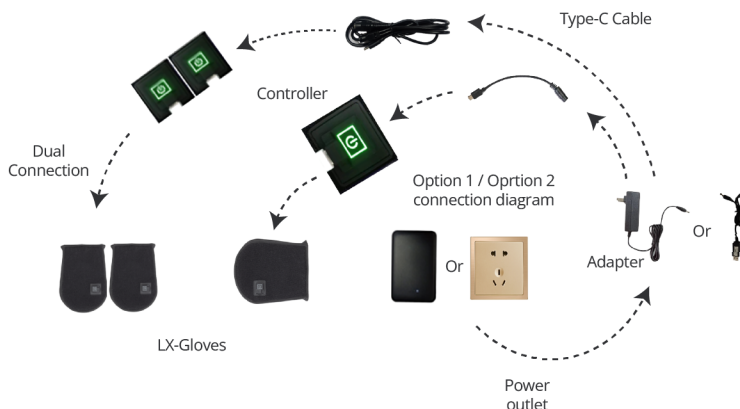 Type-C Cable
Controller
Dual
Connection
Option 1 / Oprtion 2
connection diagram
Or
Adapter
Or
LX-Gloves
Power
outlet